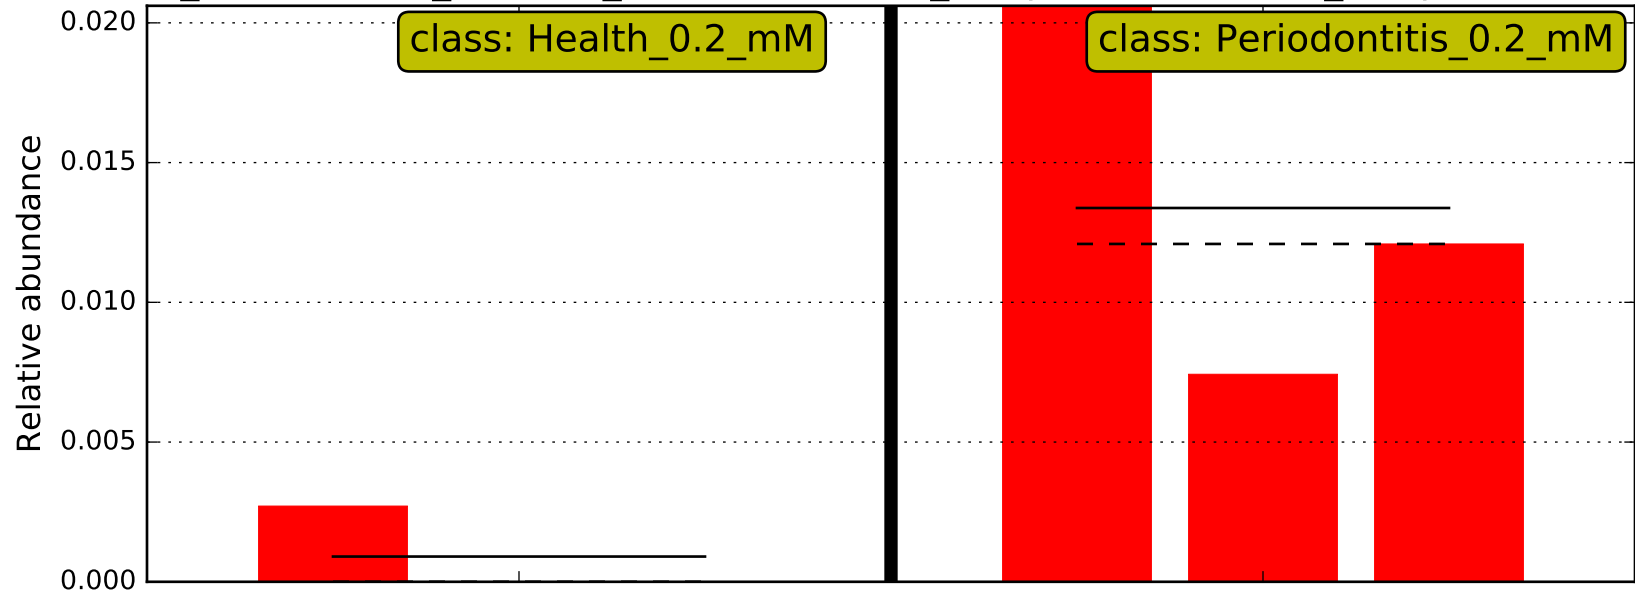 0.020
0.015
0.010
0.005
0.000
Relative abundance
class: Health_0.2_mM
class: Periodontitis_0.2_mM